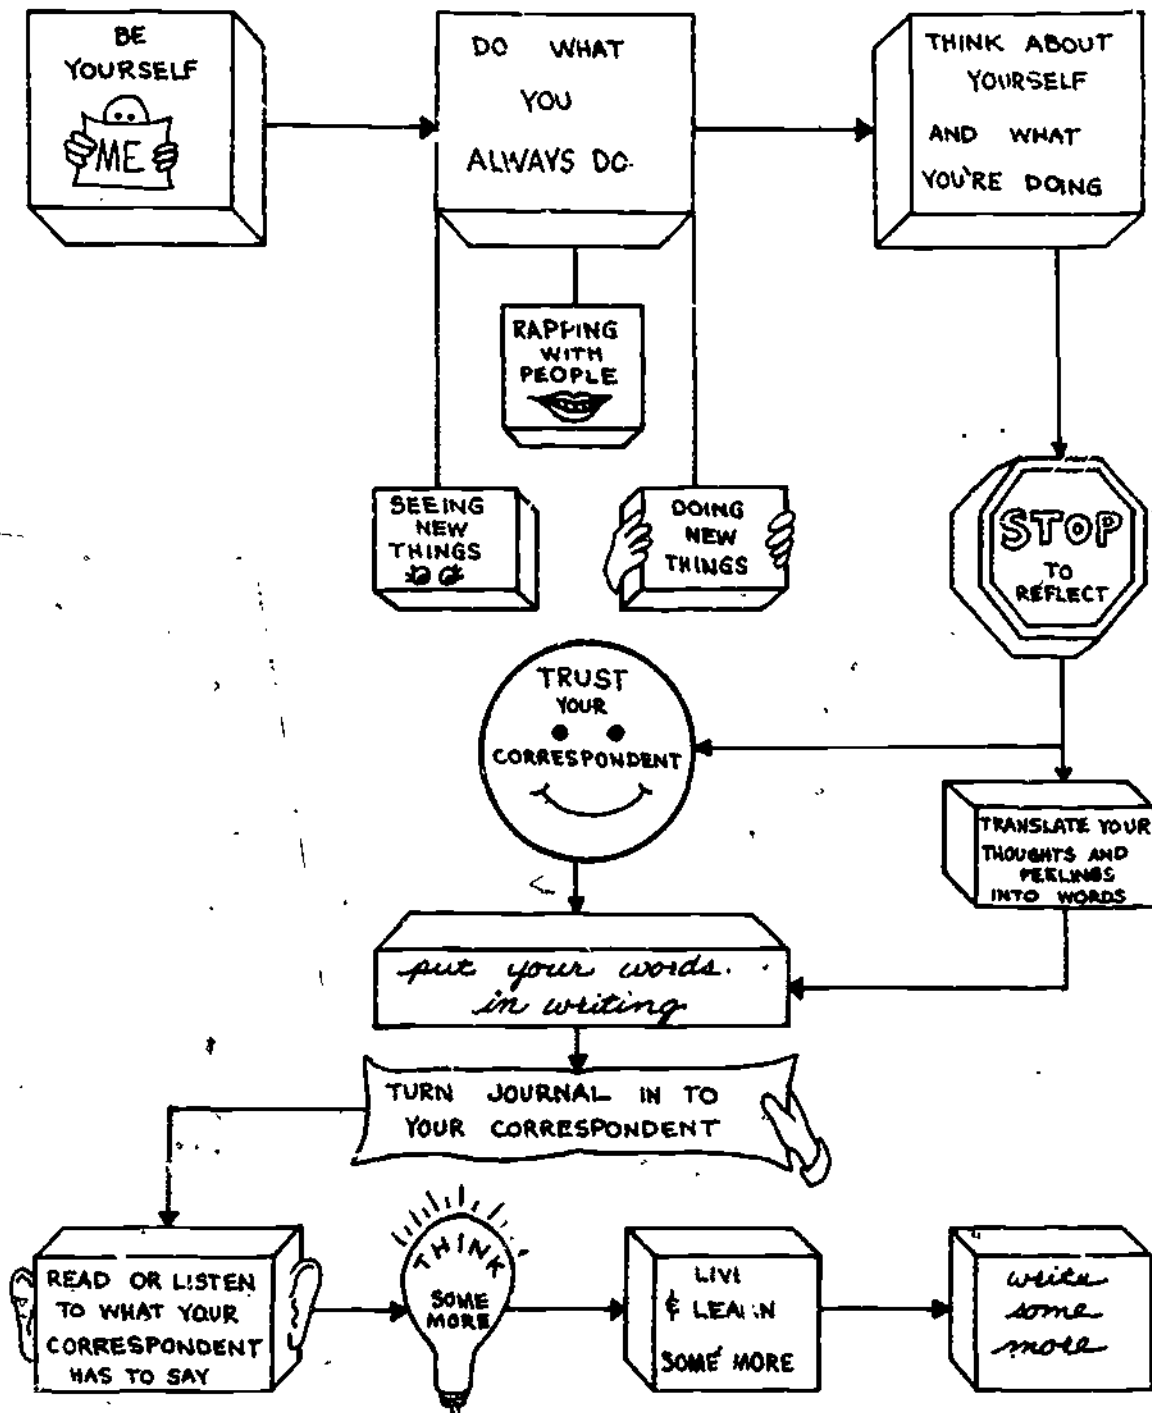 BE
YOURSELF
ME
DO WHAT
YOU
ALWAYS DO.
THINK ABOUT
YOURSELF
AND WHAT
YOU'RE DOING
RAPPING
WITH
PEOPLE
SEEING
NEW
THINGS
DOING
NEW
THINGS
STOP
TO
REFLECT
TRUST
YOUR
CORRESPONDENT
TRANSLATE YOUR
THOUGHTS AND
FEELINGS
INTO WORDS
put your words.
in writing
TURN JOURNAL IN TO
YOUR CORRESPONDENT
READ OR LISTEN
TO WHAT YOUR
CORRESPONDENT
HAS TO SAY
THINK
SOME
MORE
LIVE
& LEARN
SOME MORE
write
some
more